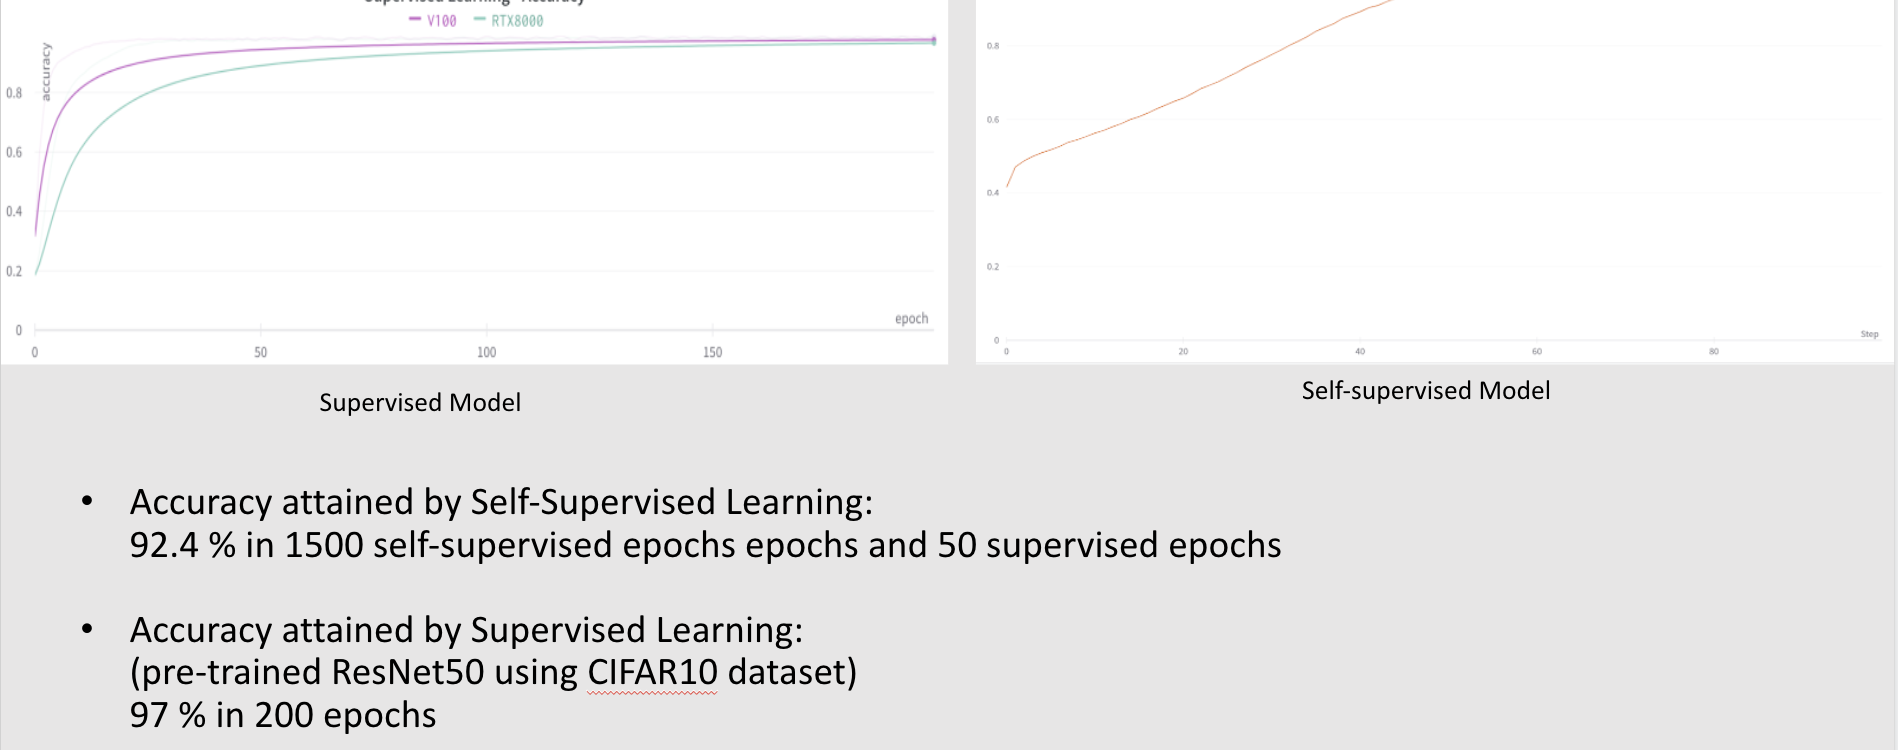 Supervised Learning - Accuracy
V100 RTX8000
accuracy
0.8
0.6
0.4
0.2
0
0 50 100 150
epoch
Supervised Model
0.8
0.6
0.4
0.2
0
0 20 40 60 80
Step
Self-supervised Model
• Accuracy attained by Self-Supervised Learning:
92.4 % in 1500 self-supervised epochs epochs and 50 supervised epochs
• Accuracy attained by Supervised Learning:
(pre-trained ResNet50 using CIFAR10 dataset)
97 % in 200 epochs